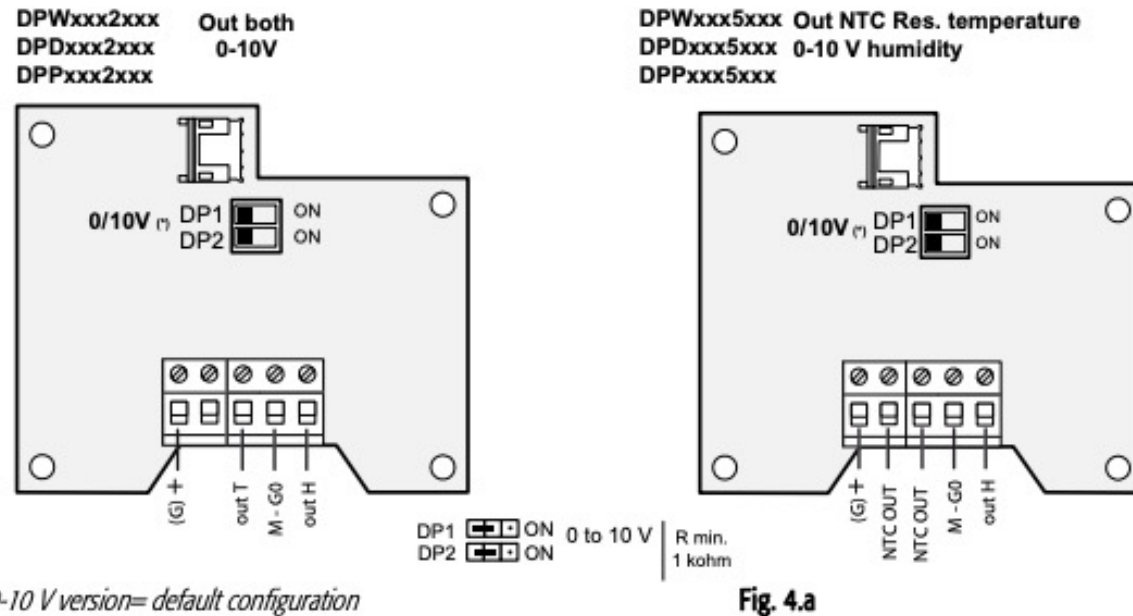 DPWxxx2xxx Out both
DPDxxx2xxx 0-10V
DPPxxx2xxx
0/10V (*) DP1 ON
DP2 ON
(G) +
out T
M - G0
out H
DPWxxx5xxx Out NTC Res. temperature
DPDxxx5xxx 0-10 V humidity
DPPxxx5xxx
0/10V (*) DP1 ON
DP2 ON
(G) +
NTC OUT
NTC OUT
M - G0
out H
DP1 ON 0 to 10 V R min.
DP2 ON 1 kohm
-10 V version= default configuration
Fig. 4.a